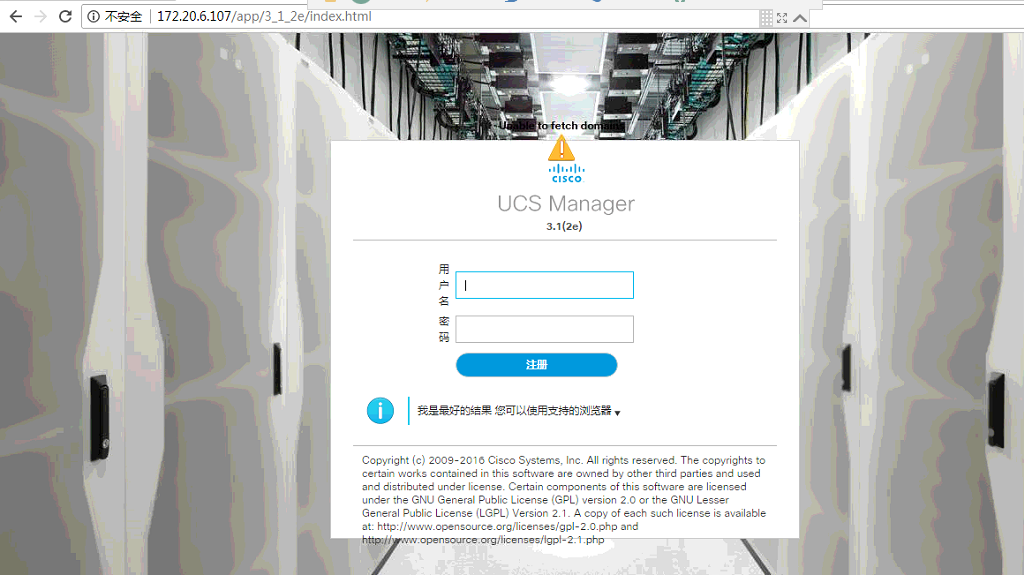 不安全 172.20.6.107/app/3_1_2e/index.html
Unable to fetch domains
CISCO
UCS Manager
3.1(2e)
用户名
密码
注册
我是最好的结果 您可以使用支持的浏览器
Copyright (c) 2009-2016 Cisco Systems, Inc. All rights reserved. The copyrights to
certain works contained in this software are owned by other third parties and used
and distributed under license. Certain components of this software are licensed
under the GNU General Public License (GPL) version 2.0 or the GNU Lesser
General Public License (LGPL) Version 2.1. A copy of each such license is available
at: http://www.opensource.org/licenses/gpl-2.0.php and
http://www.opensource.org/licenses/lgpl-2.1.php